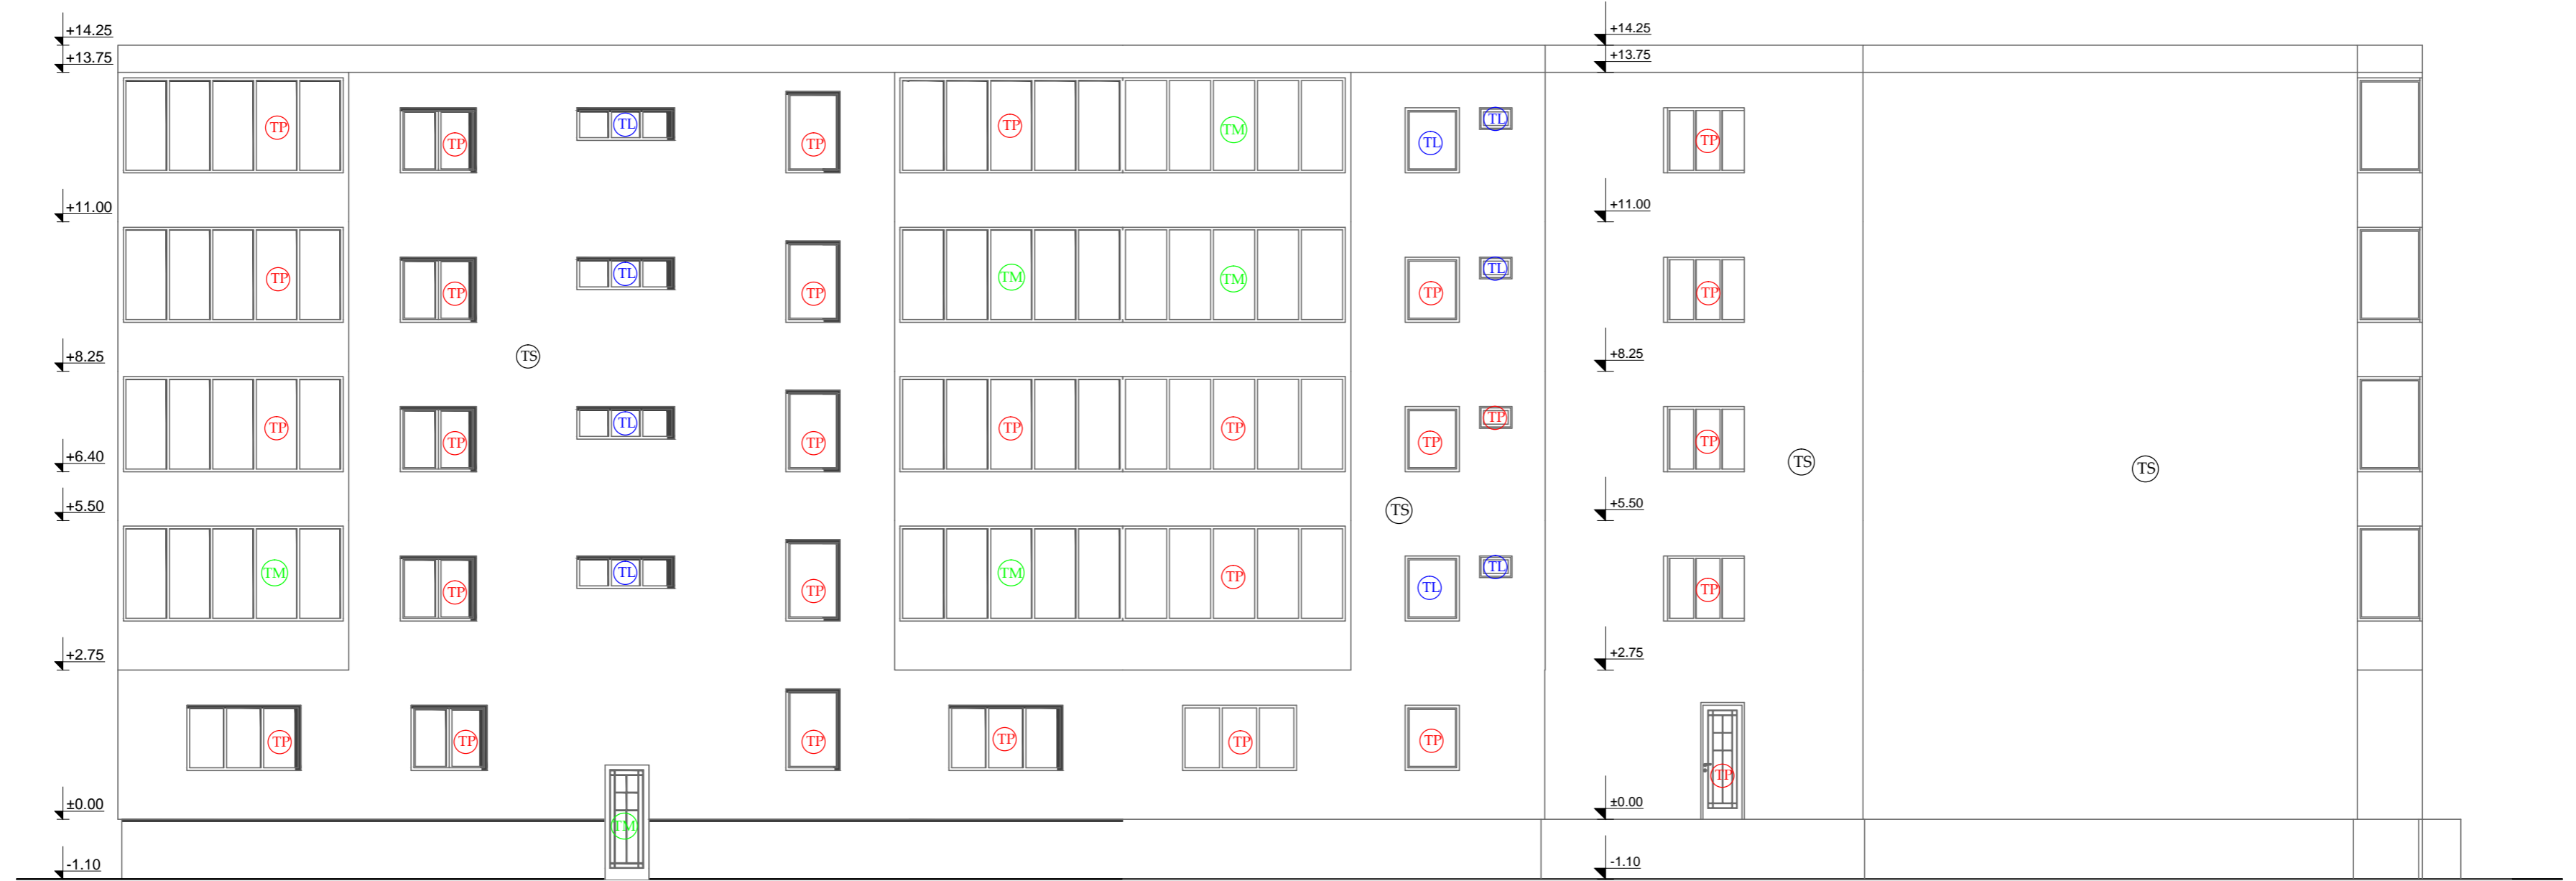 +14.25 +14.25
+13.75 +13.75
TP TP TL TP TP TM TL TL TP
+11.00 +11.00
TP TP TL TP TM TM TP TL TP
+8.25 TS +8.25
TP TP TL TP TP TP TP TP TP
+6.40 TS TS
+5.50 TS +5.50
TM TP TL TP TM TP TL TL TP
+2.75 +2.75
TP TP TP TP TP TP TP
±0.00 TM ±0.00
-1.10 -1.10